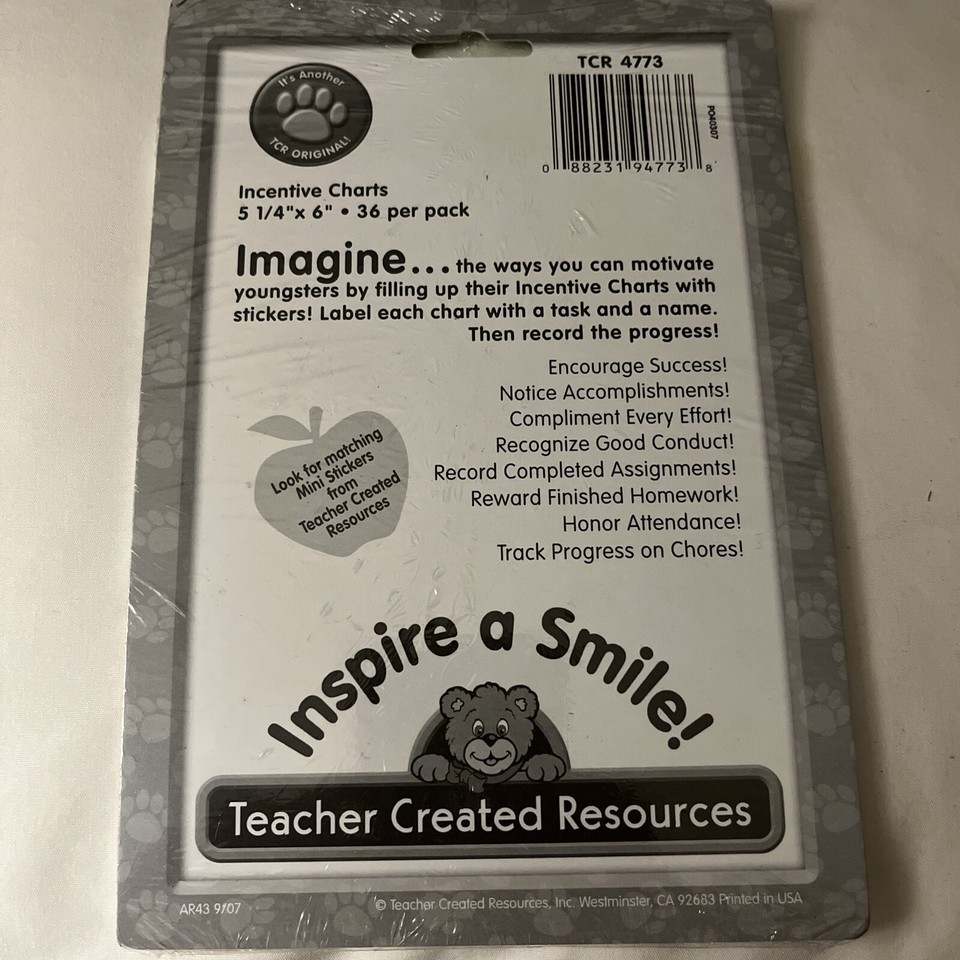 It's Another
TCR ORIGINAL!
TCR 4773
PO40307
0 88231 94773 8
Incentive Charts
5 1/4"x 6" • 36 per pack
Imagine... the ways you can motivate
youngsters by filling up their Incentive Charts with
stickers! Label each chart with a task and a name.
Then record the progress!
Encourage Success!
Notice Accomplishments!
Compliment Every Effort!
Recognize Good Conduct!
Record Completed Assignments!
Reward Finished Homework!
Honor Attendance!
Track Progress on Chores!
Look for matching
Mini Stickers
from
Teacher Created
Resources
Inspire a Smile!
Teacher Created Resources
AR43 9/07
© Teacher Created Resources, Inc. Westminster, CA 92683 Printed in USA